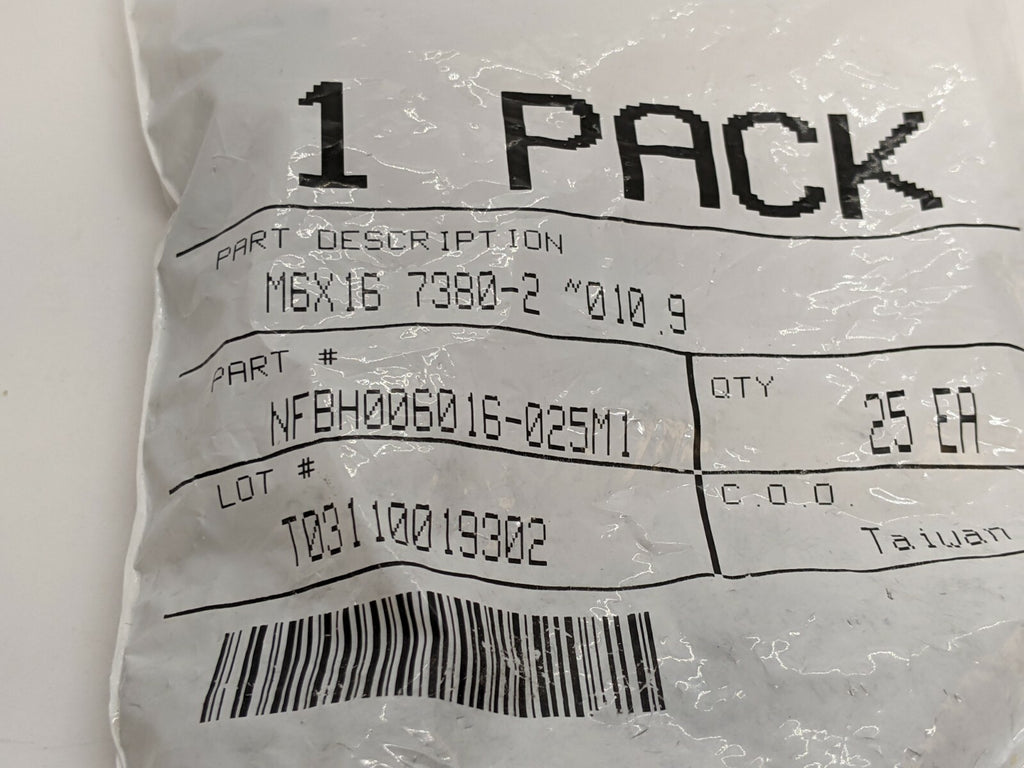 1 PACK
PART DESCRIPTION
M6X16 7380-2 ~010.9
PART #
NFBH006016-025M1
QTY
25 EA
LOT #
T03110019302
C.O.O.
Taiwan